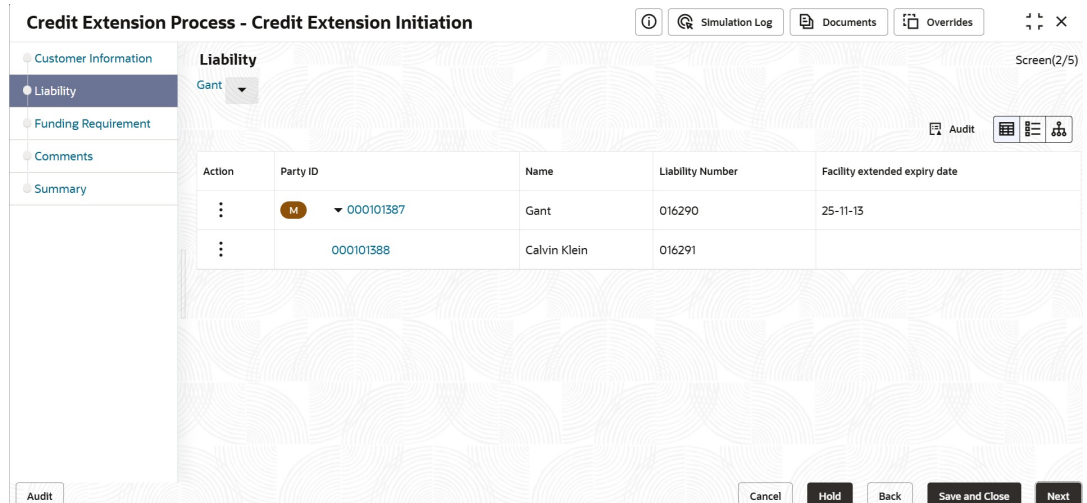 Credit Extension Process - Credit Extension Initiation
Simulation Log
Documents
Overrides
Customer Information
Liability
Funding Requirement
Comments
Summary
Liability
Screen(2/5)
Gant
Audit
Action Party ID Name Liability Number Facility extended expiry date
M 000101387 Gant 016290 25-11-13
000101388 Calvin Klein 016291
Audit
Cancel Hold Back Save and Close Next